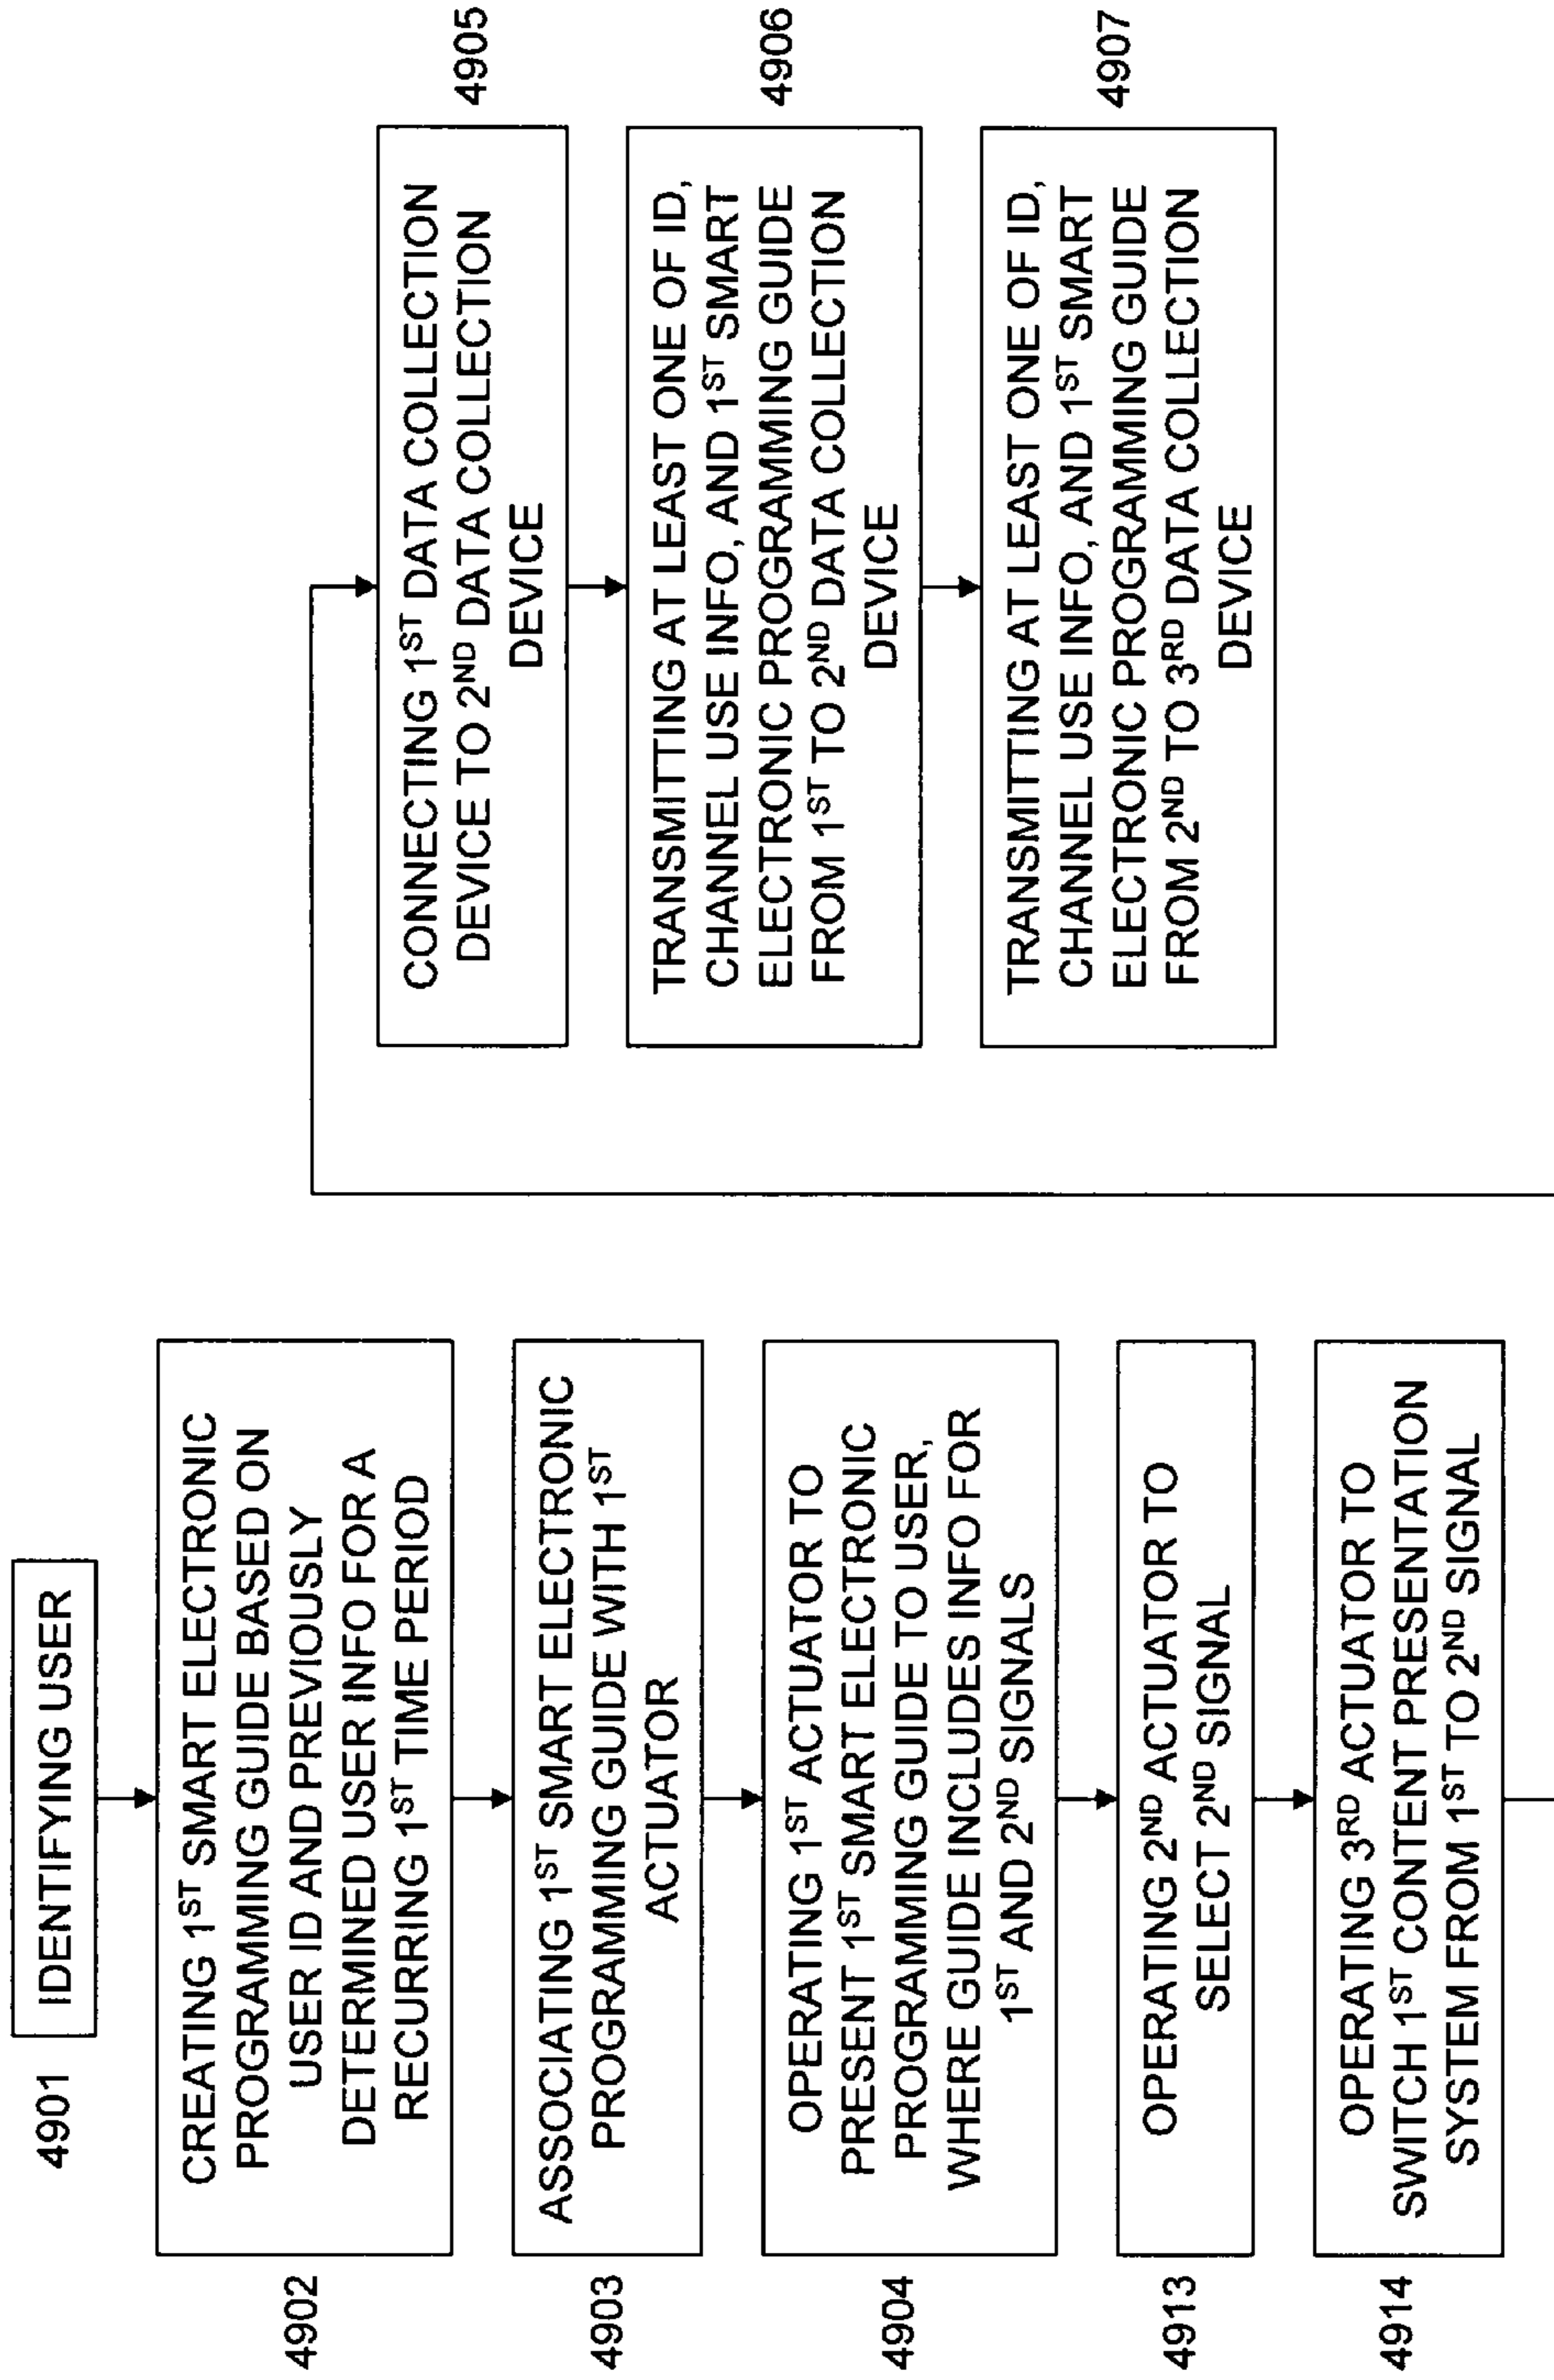 4901
IDENTIFYING USER
4902
CREATING 1ST SMART ELECTRONIC
PROGRAMMING GUIDE BASED ON
USER ID AND PREVIOUSLY
DETERMINED USER INFO FOR A
RECURRING 1ST TIME PERIOD
4903
ASSOCIATING 1ST SMART ELECTRONIC
PROGRAMMING GUIDE WITH 1ST
ACTUATOR
4904
OPERATING 1ST ACTUATOR TO
PRESENT 1ST SMART ELECTRONIC
PROGRAMMING GUIDE TO USER,
WHERE GUIDE INCLUDES INFO FOR
1ST AND 2ND SIGNALS
4913
OPERATING 2ND ACTUATOR TO
SELECT 2ND SIGNAL
4914
OPERATING 3RD ACTUATOR TO
SWITCH 1ST CONTENT PRESENTATION
SYSTEM FROM 1ST TO 2ND SIGNAL
CONNECTING 1ST DATA COLLECTION
DEVICE TO 2ND DATA COLLECTION
DEVICE
4905
TRANSMITTING AT LEAST ONE OF ID,
CHANNEL USE INFO, AND 1ST SMART
ELECTRONIC PROGRAMMING GUIDE
FROM 1ST TO 2ND DATA COLLECTION
DEVICE
4906
TRANSMITTING AT LEAST ONE OF ID,
CHANNEL USE INFO, AND 1ST SMART
ELECTRONIC PROGRAMMING GUIDE
FROM 2ND TO 3RD DATA COLLECTION
DEVICE
4907